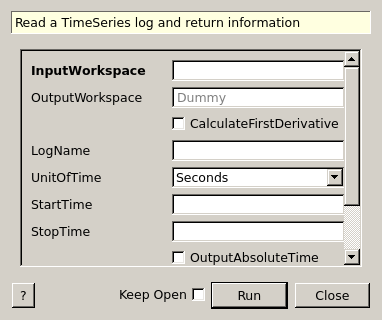 Read a TimeSeries log and return information
InputWorkspace
OutputWorkspace Dummy
CalculateFirstDerivative
LogName
UnitOfTime Seconds
StartTime
StopTime
OutputAbsoluteTime
? Keep Open Run Close